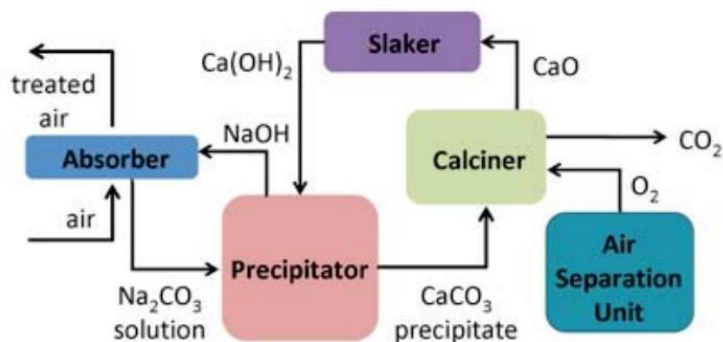 Slaker
Ca(OH)₂
CaO
treated
air
NaOH
Absorber
Calciner
CO₂
O₂
air
Precipitator
Air
Separation
Unit
Na₂CO₃
solution
CaCO₃
precipitate